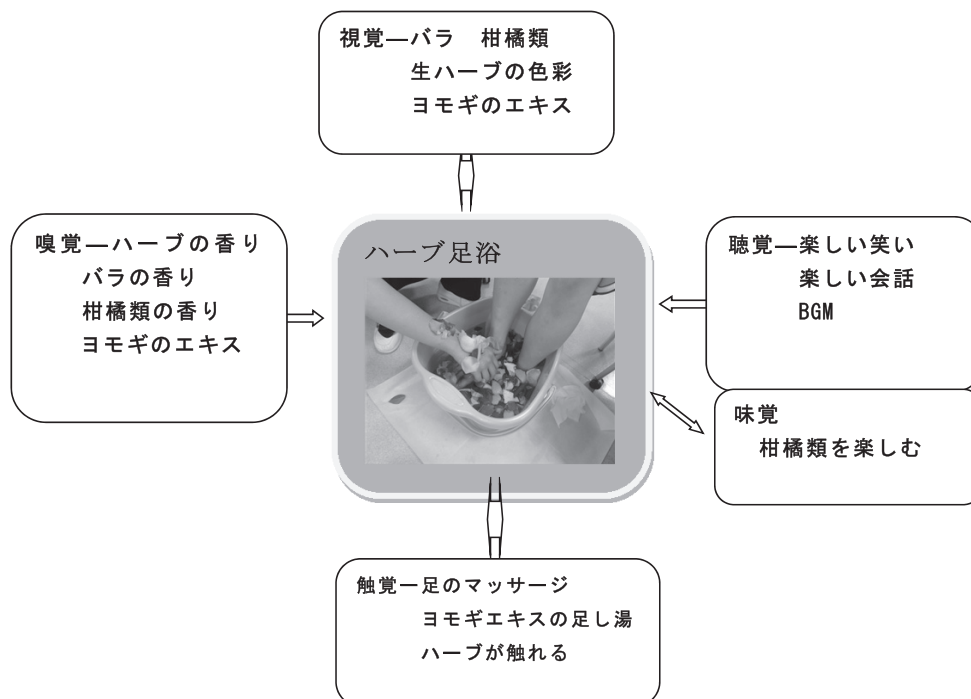 視覚―バラ　柑橘類
生ハーブの色彩
ヨモギのエキス
嗅覚―ハーブの香り
バラの香り
柑橘類の香り
ヨモギのエキス
ハーブ足浴
聴覚―楽しい笑い
楽しい会話
BGM
味覚
柑橘類を楽しむ
触覚―足のマッサージ
ヨモギエキスの足し湯
ハーブが触れる